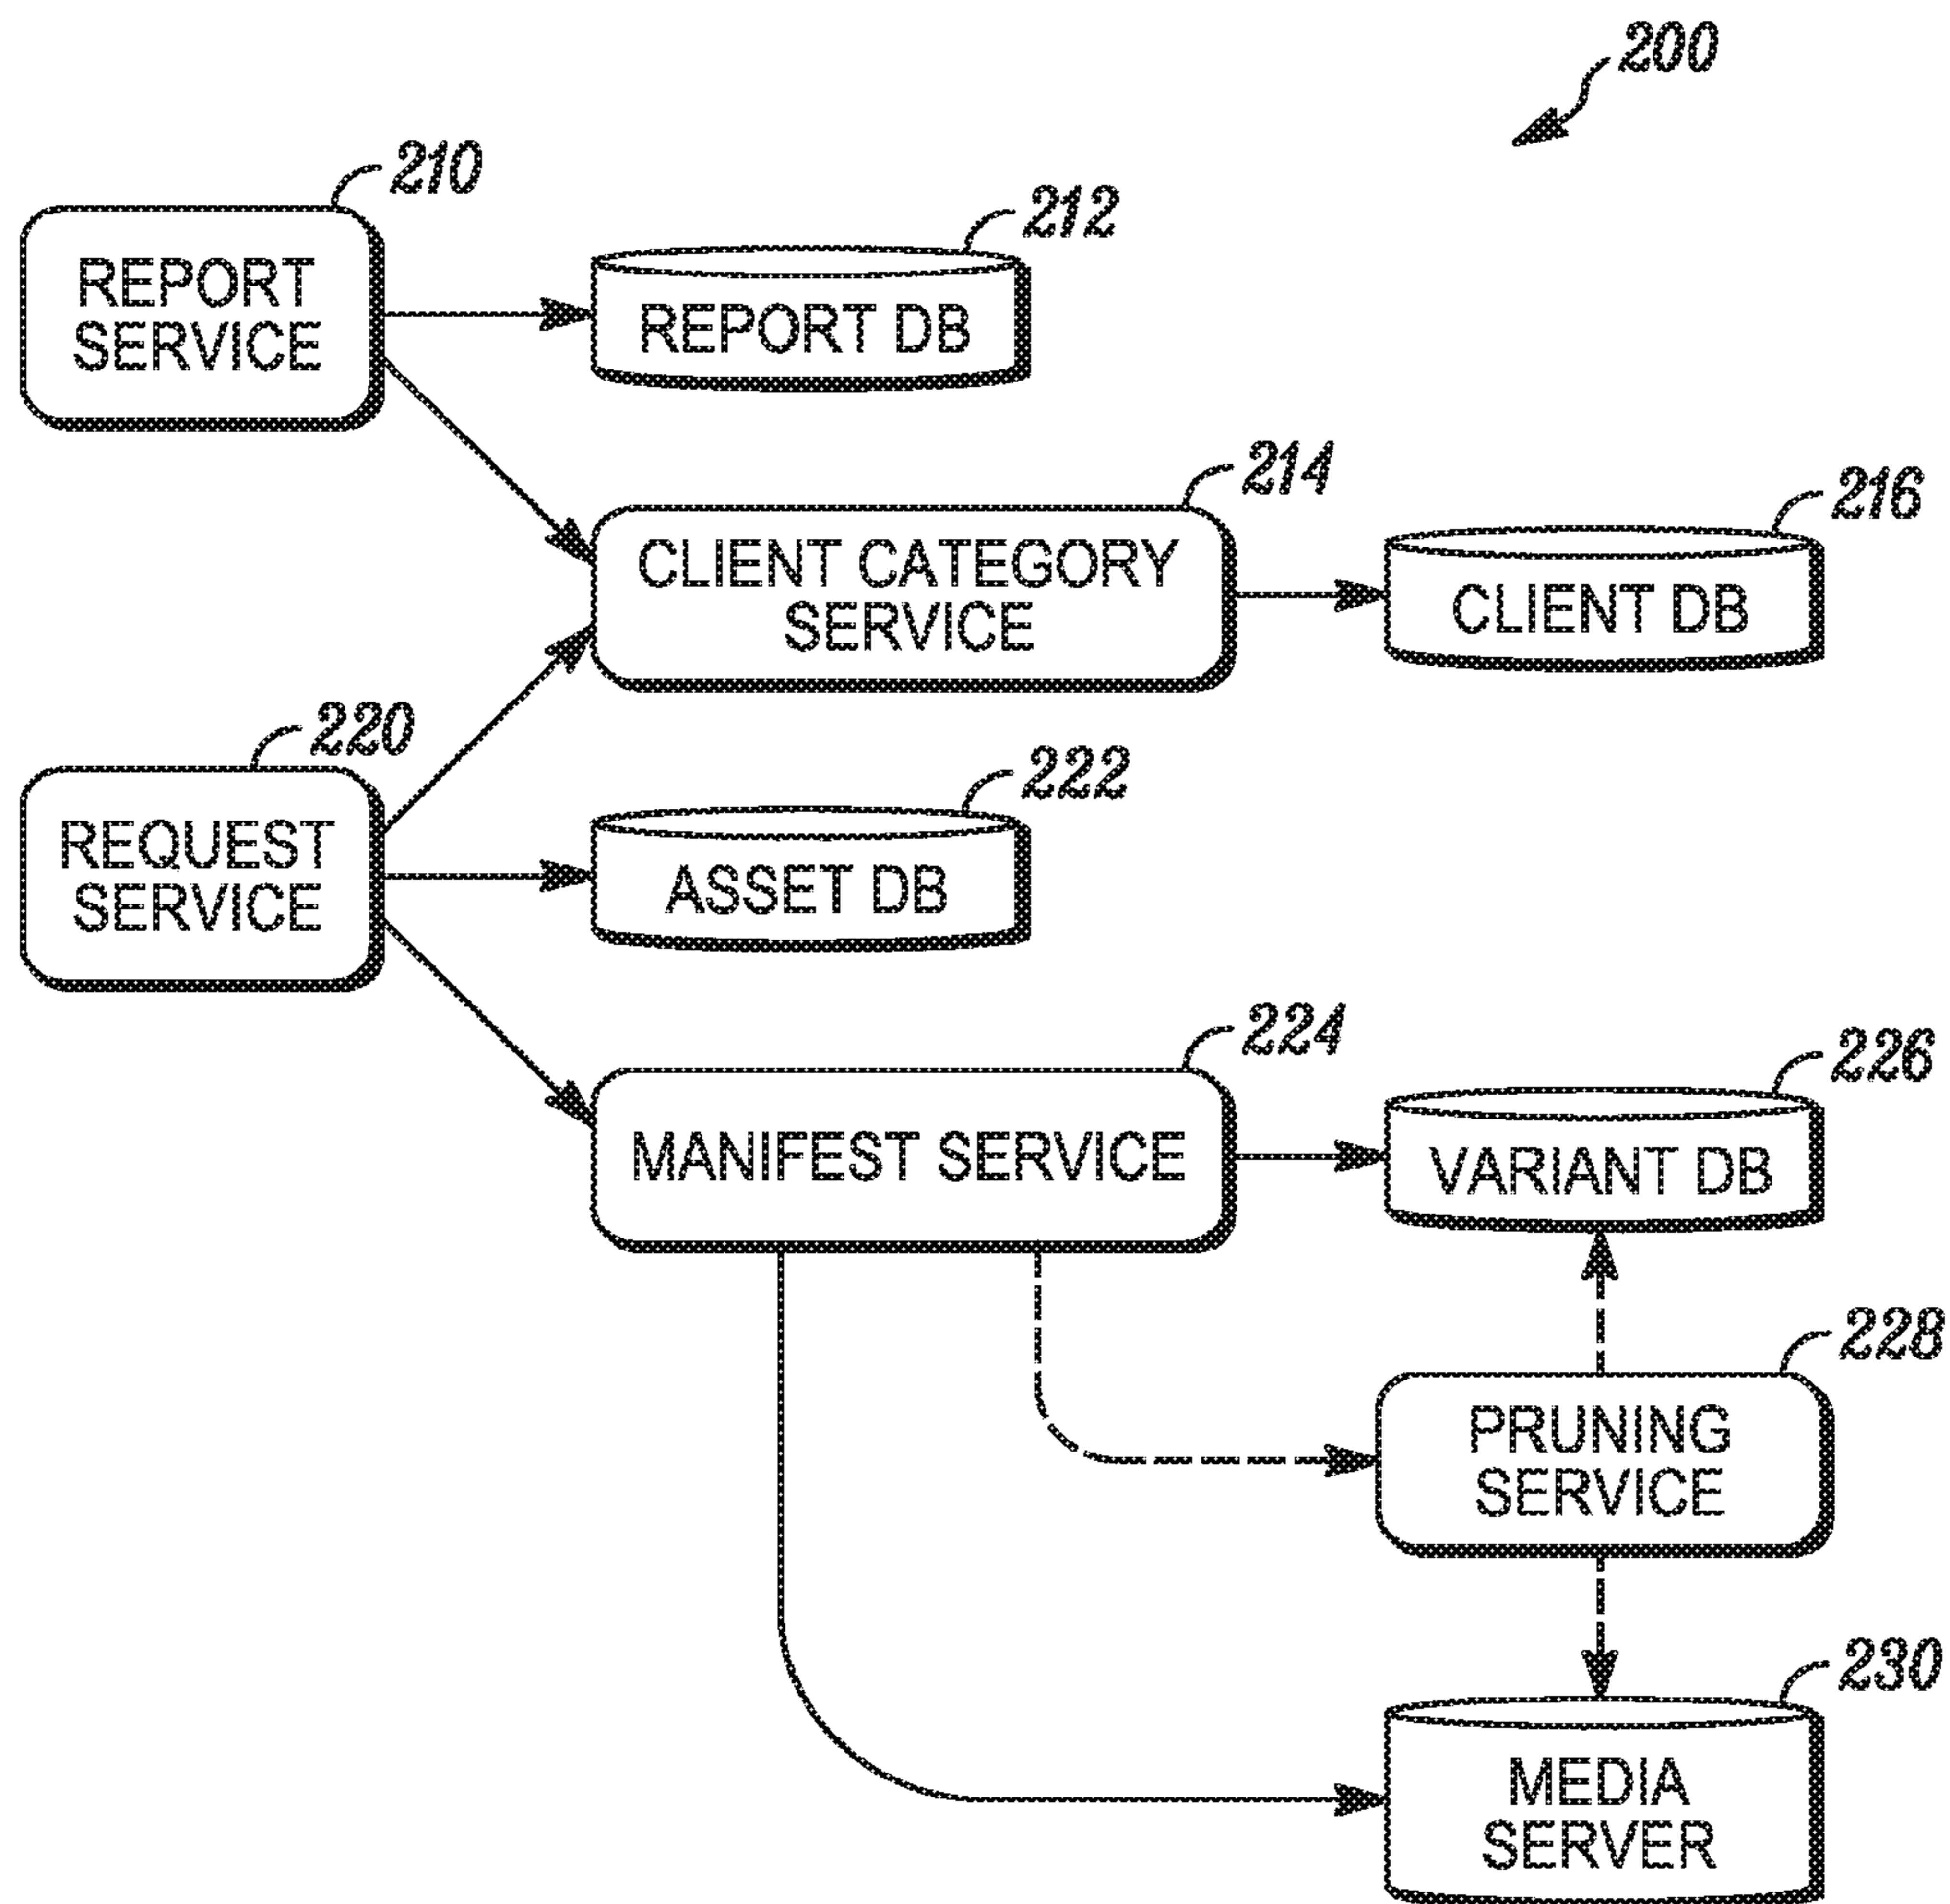 200
210
REPORT
SERVICE
212
REPORT DB
214
CLIENT CATEGORY
SERVICE
216
CLIENT DB
220
REQUEST
SERVICE
222
ASSET DB
224
MANIFEST SERVICE
226
VARIANT DB
228
PRUNING
SERVICE
230
MEDIA
SERVER